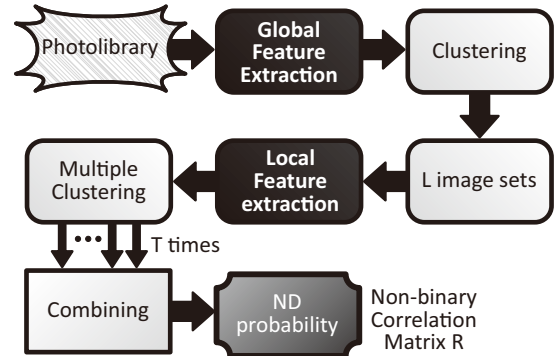 Photolibrary
Global
Feature
Extraction
Clustering
L image sets
Local
Feature
extraction
Multiple
Clustering
T times
Combining
ND
probability
Non-binary
Correlation
Matrix R